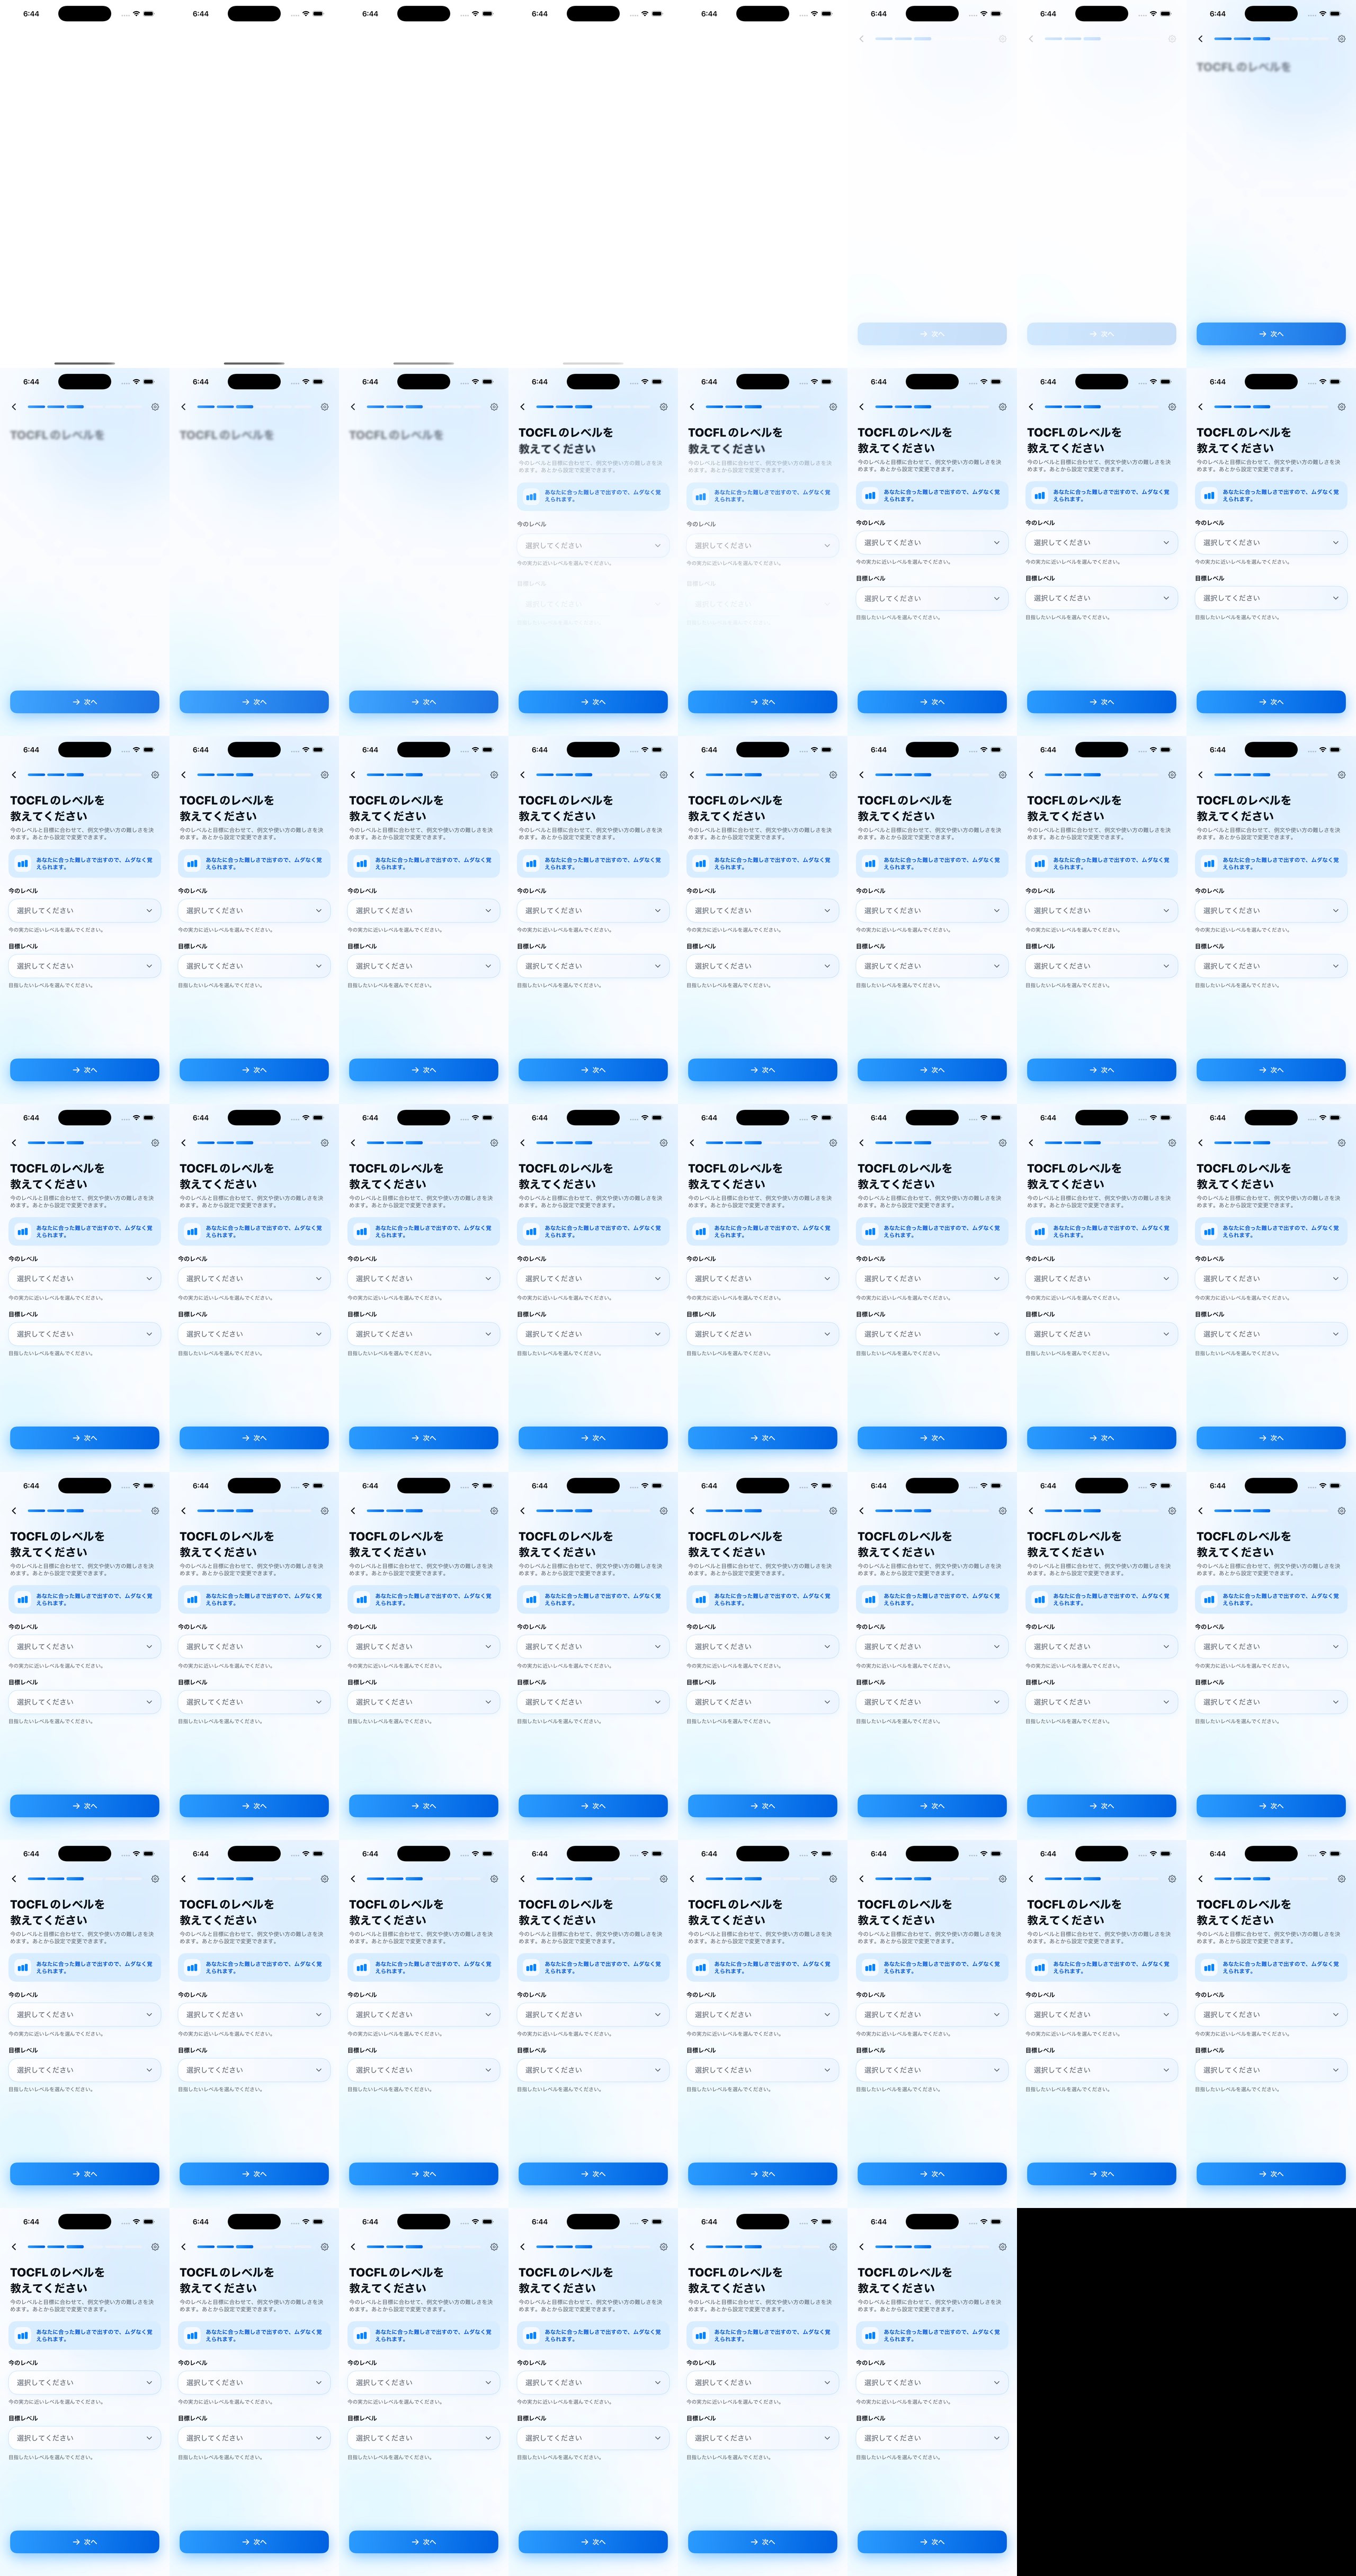 6:44
TOCFLのレベルを
教えてください
今のレベルと目標に合わせて、例文や使い方の難しさを決
めます。あとから設定で変更できます。
あなたに合った難しさで出すので、ムダなく覚
えられます。
今のレベル
選択してください
今の実力に近いレベルを選んでください。
目標レベル
選択してください
目指したいレベルを選んでください。
→ 次へ